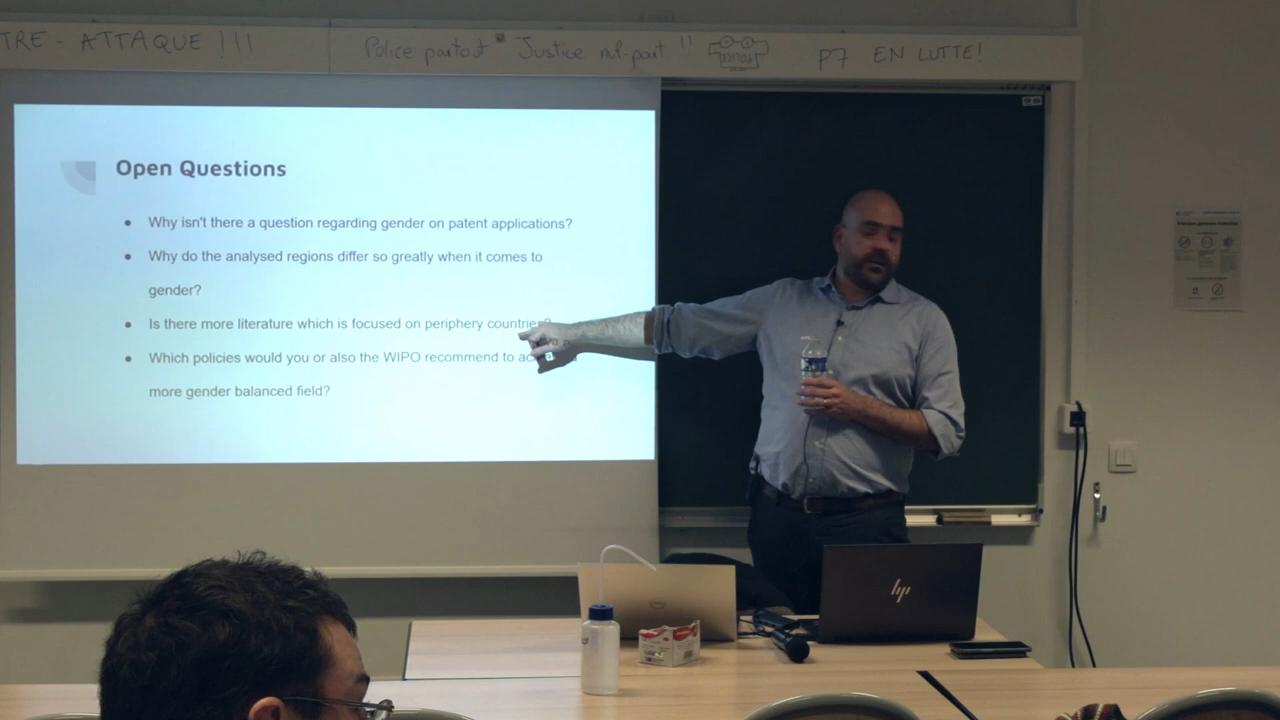 TRE - ATTAQUE !!!
Police partout Justice nul-part !! P7 EN LUTTE!
Open Questions
• Why isn't there a question regarding gender on patent applications?
• Why do the analysed regions differ so greatly when it comes to
gender?
• Is there more literature which is focused on periphery countries?
• Which policies would you or also the WIPO recommend to
more gender balanced field?
hp